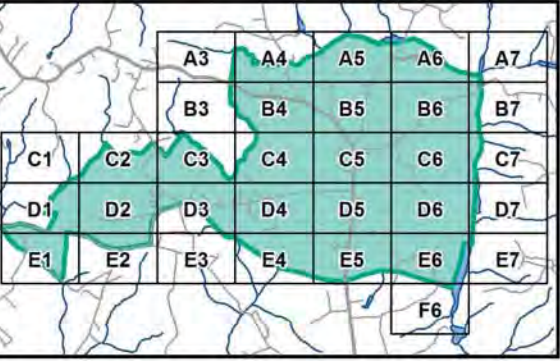 A3 A4 A5 A6 A7
B3 B4 B5 B6 B7
C1 C2 C3 C4 C5 C6 C7
D1 D2 D3 D4 D5 D6 D7
E1 E2 E3 E4 E5 E6 E7
F6